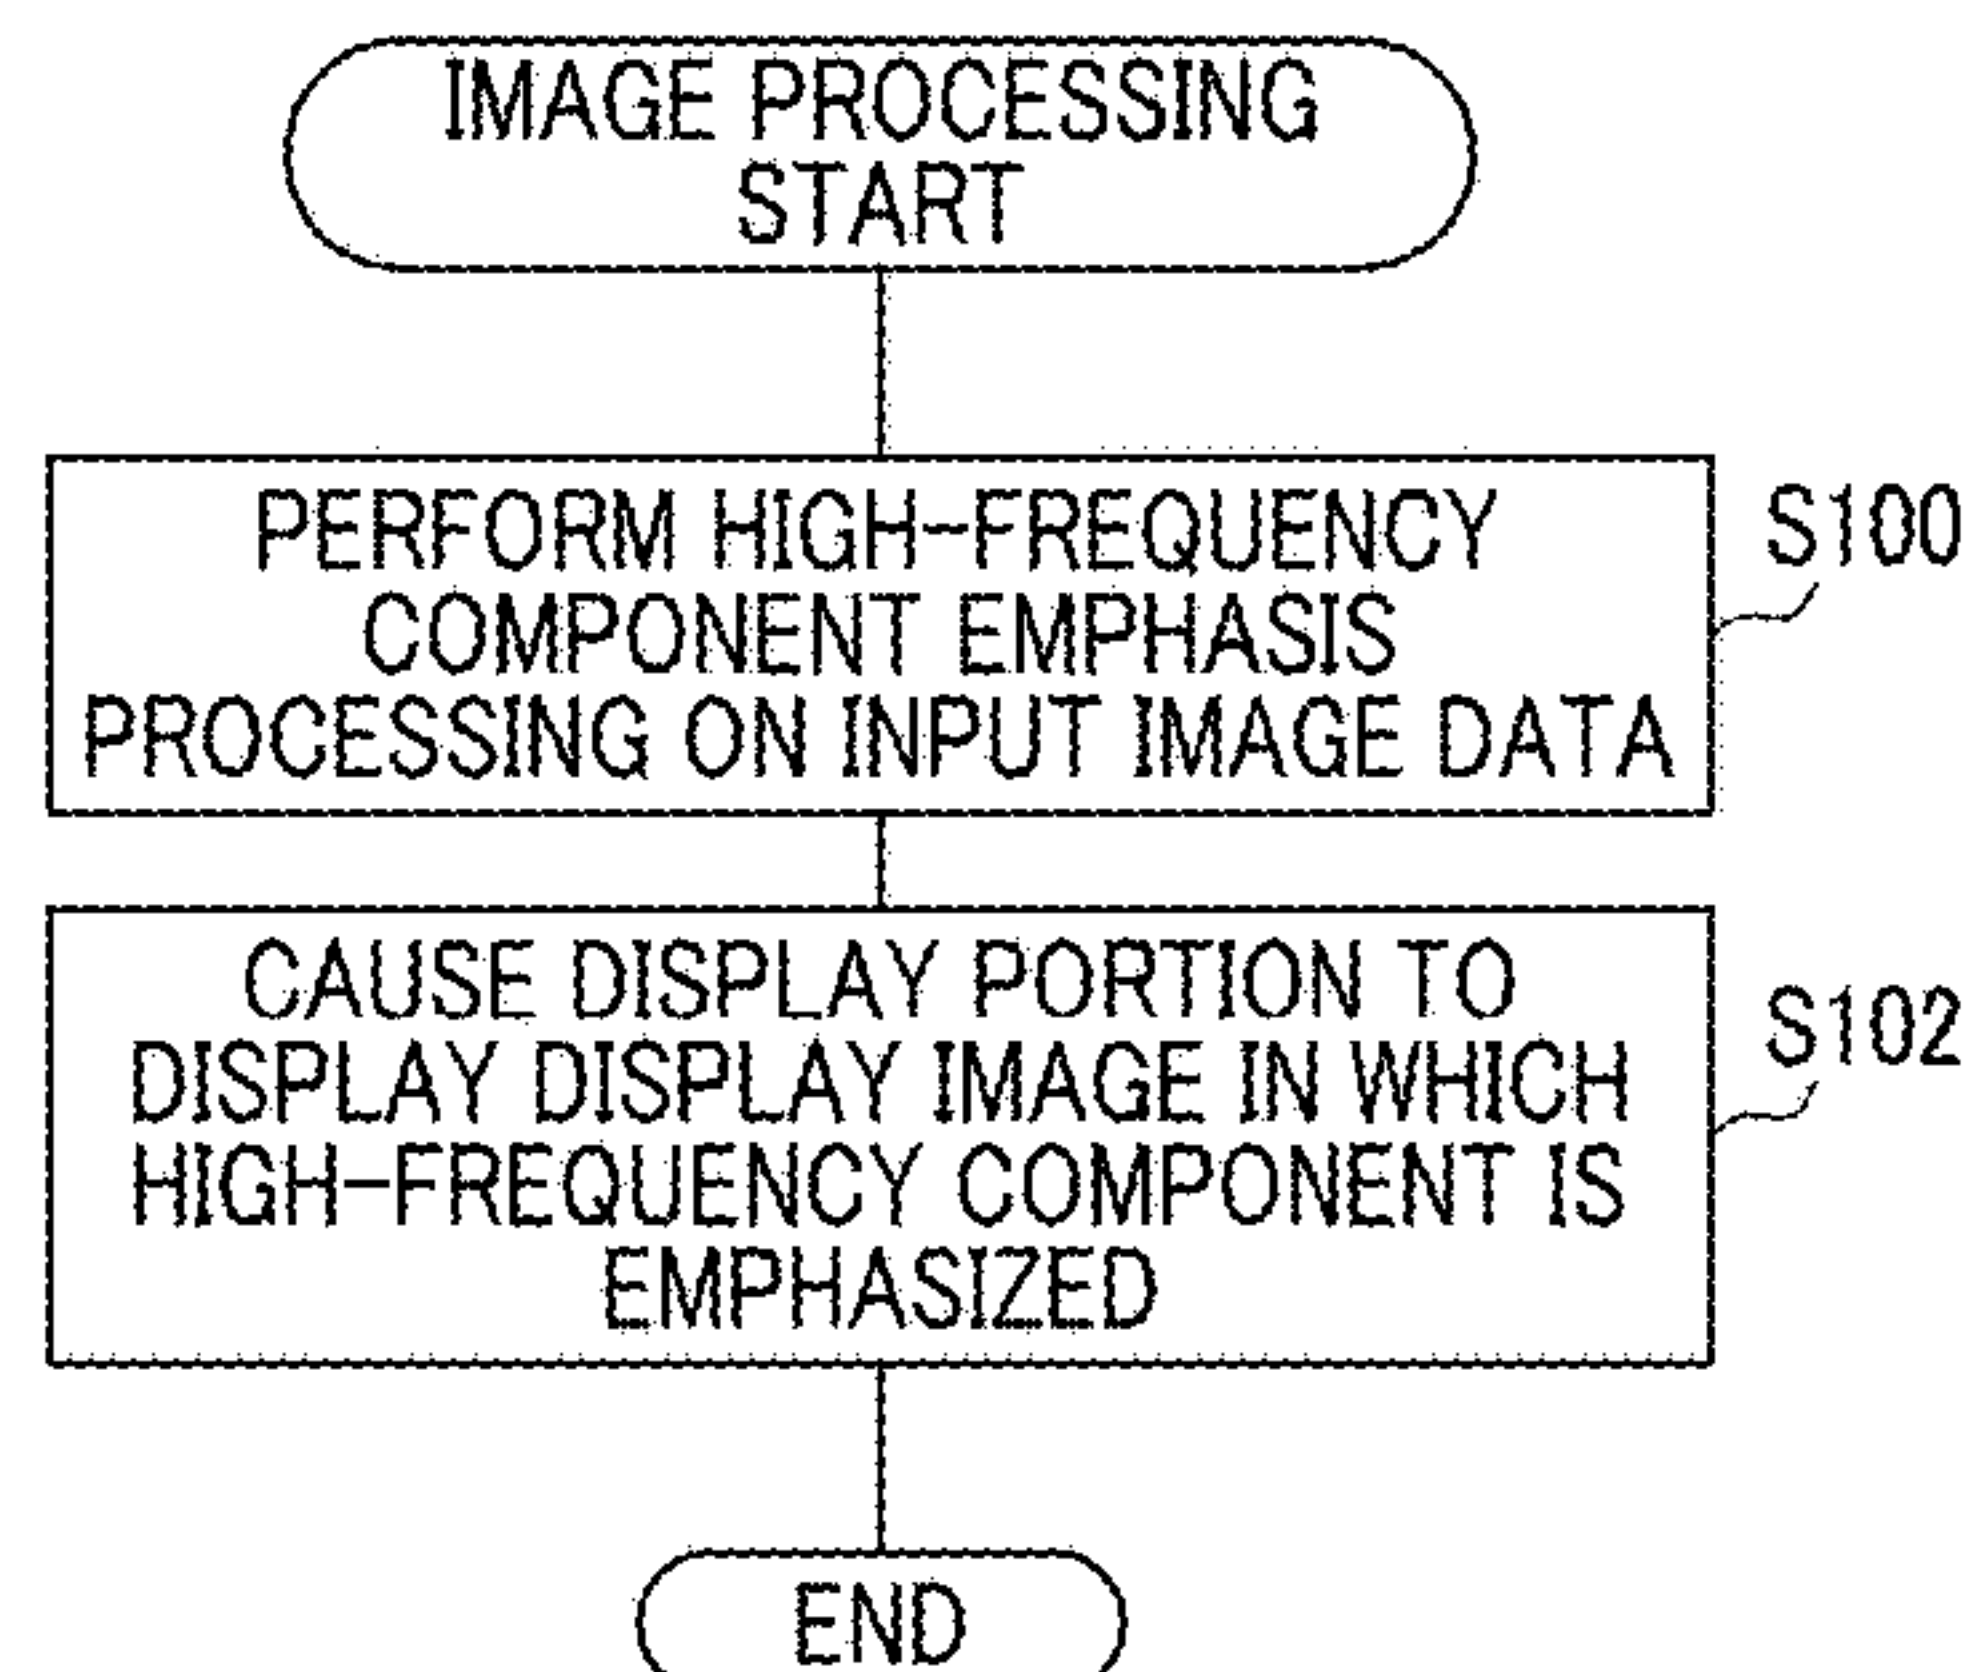 IMAGE PROCESSING
START
PERFORM HIGH-FREQUENCY
COMPONENT EMPHASIS
PROCESSING ON INPUT IMAGE DATA
S100
CAUSE DISPLAY PORTION TO
DISPLAY DISPLAY IMAGE IN WHICH
HIGH-FREQUENCY COMPONENT IS
EMPHASIZED
S102
END